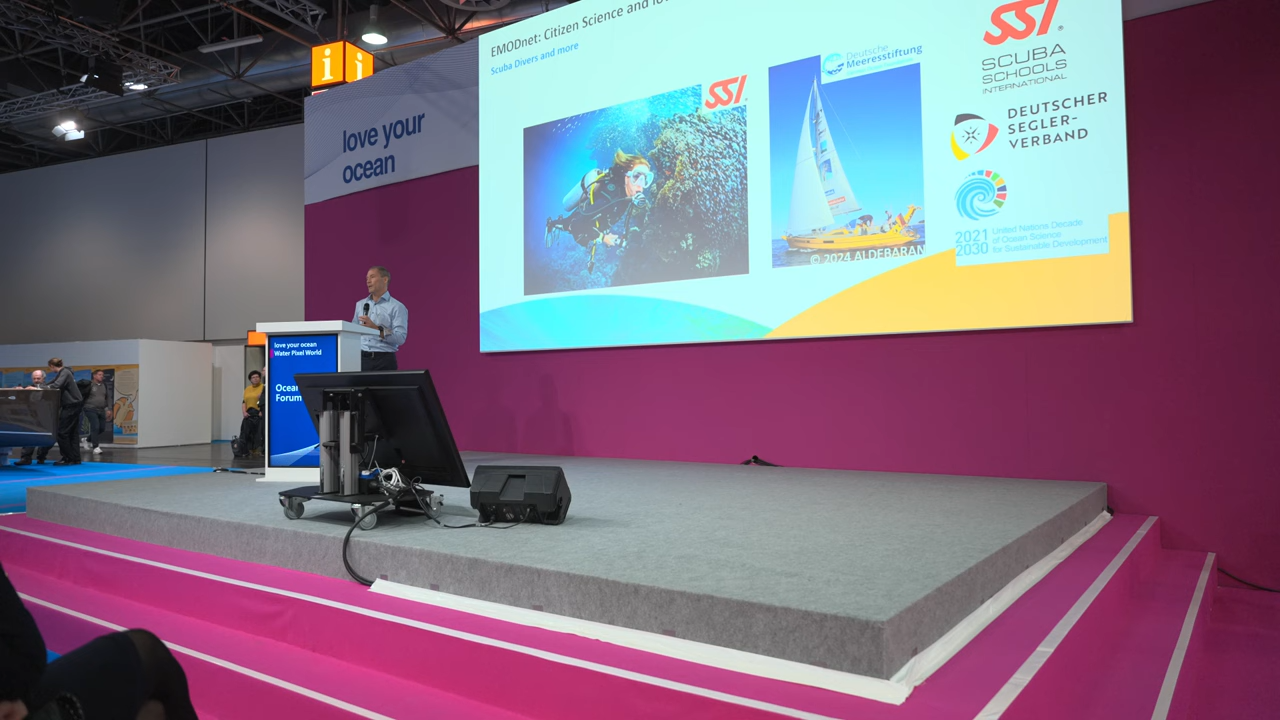 EMODnet: Citizen Science and
Scuba Divers and more
SSI
Deutsche
Meeresstiftung
© 2024 ALDEBARAN
SSI
SCUBA
SCHOOLS
INTERNATIONAL
DEUTSCHER
SEGLER-
VERBAND
2021
2030
United Nations Decade
of Ocean Science
for Sustainable Development
i i
love your
ocean
love your ocean
Water Pixel World
Ocean
Forum